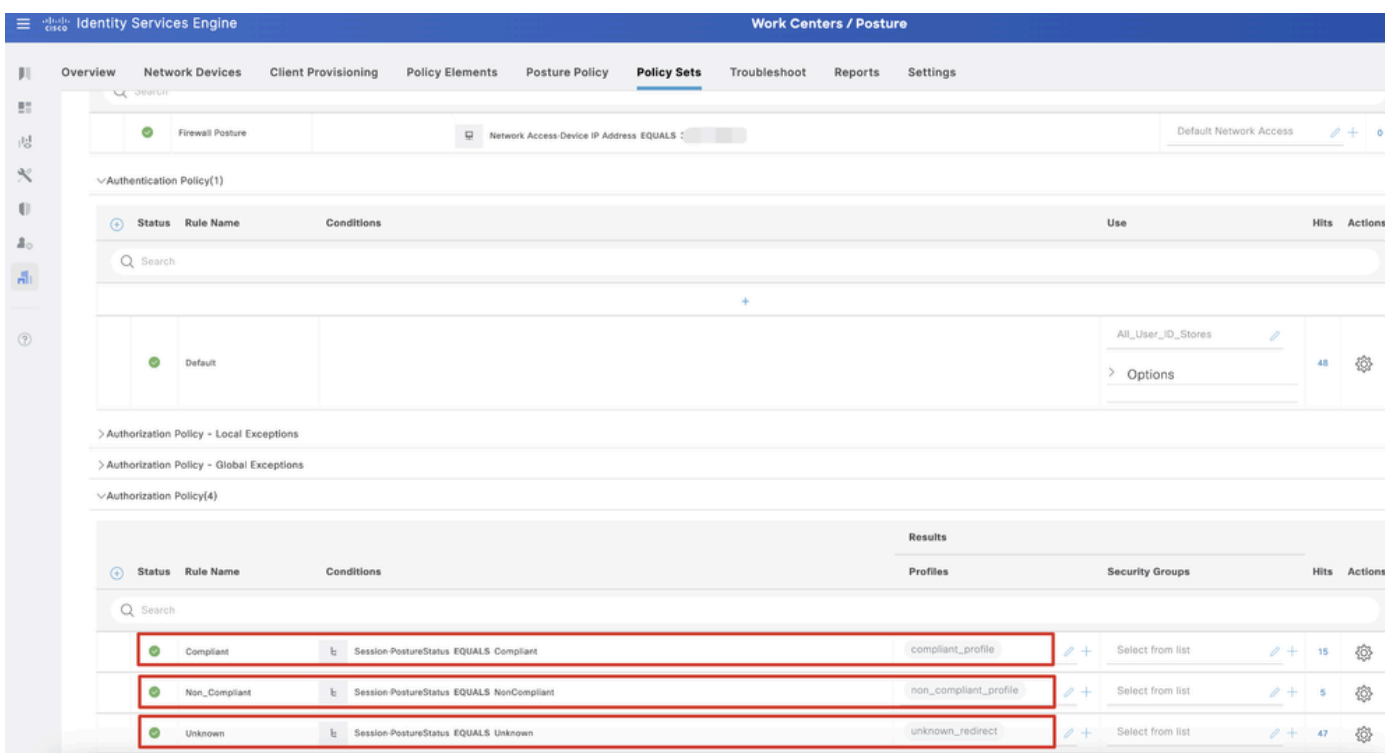 cisco Identity Services Engine Work Centers / Posture
Overview Network Devices Client Provisioning Policy Elements Posture Policy Policy Sets Troubleshoot Reports Settings
Search
Firewall Posture Network Access·Device IP Address EQUALS Default Network Access 0
Authentication Policy(1)
Status Rule Name Conditions Use Hits Actions
Search
All_User_ID_Stores
Default 48
Options
Authorization Policy - Local Exceptions
Authorization Policy - Global Exceptions
Authorization Policy(4)
Results
Status Rule Name Conditions Profiles Security Groups Hits Actions
Search
Compliant Session·PostureStatus EQUALS Compliant compliant_profile Select from list 15
Non_Compliant Session·PostureStatus EQUALS NonCompliant non_compliant_profile Select from list 5
Unknown Session·PostureStatus EQUALS Unknown unknown_redirect Select from list 47